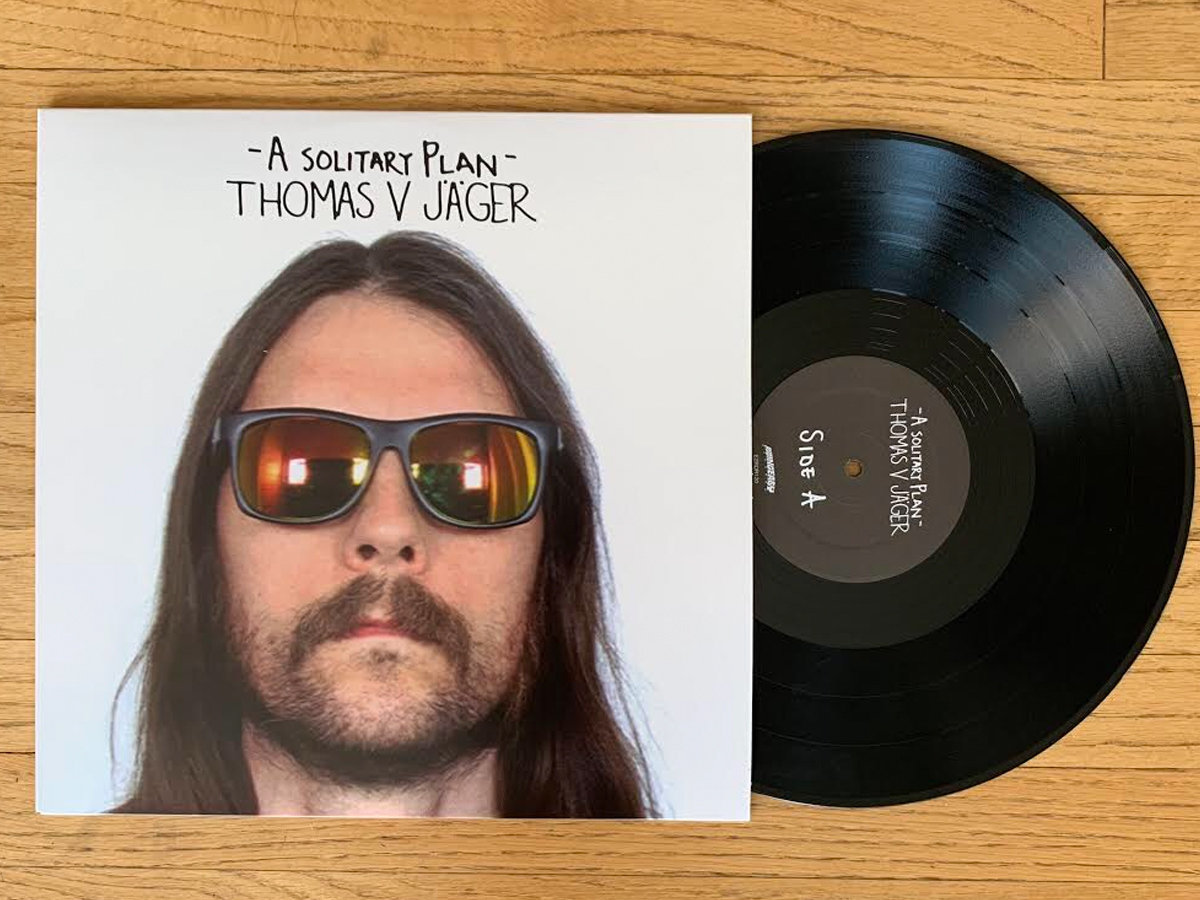 -A SOLITARY PLAN-
THOMAS V JÄGER
-A SOLITARY PLAN-
THOMAS V JÄGER
SIDE A